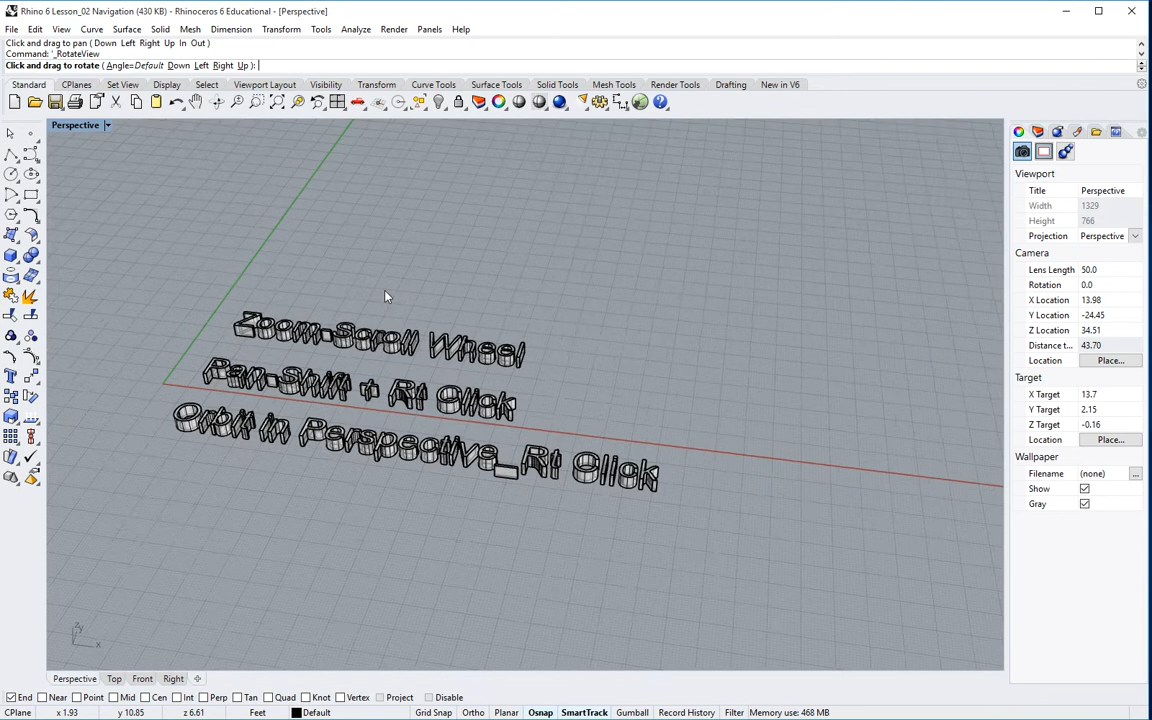 Rhino 6 Lesson_02 Navigation (430 KB) - Rhinoceros 6 Educational - [Perspective]
File Edit View Curve Surface Solid Mesh Dimension Transform Tools Analyze Render Panels Help
Click and drag to pan ( Down Left Right Up In Out )
Command: '_RotateView
Click and drag to rotate ( Angle=Default Down Left Right Up ):
Standard CPlanes Set View Display Select Viewport Layout Visibility Transform Curve Tools Surface Tools Solid Tools Mesh Tools Render Tools Drafting New in V6
Perspective
Zoom-Scroll Wheel
Pan-Shift + Rt Click
Orbit in Perspective_Rt Click
z y
x
Viewport
Title Perspective
Width 1329
Height 766
Projection Perspective
Camera
Lens Length 50.0
Rotation 0.0
X Location 13.98
Y Location -24.45
Z Location 34.51
Distance t... 43.70
Location Place...
Target
X Target 13.7
Y Target 2.15
Z Target -0.16
Location Place...
Wallpaper
Filename (none) ...
Show
Gray
Perspective Top Front Right
End Near Point Mid Cen Int Perp Tan Quad Knot Vertex Project Disable
CPlane x 1.93 y 10.85 z 6.61 Feet Default Grid Snap Ortho Planar Osnap SmartTrack Gumball Record History Filter Memory use: 468 MB